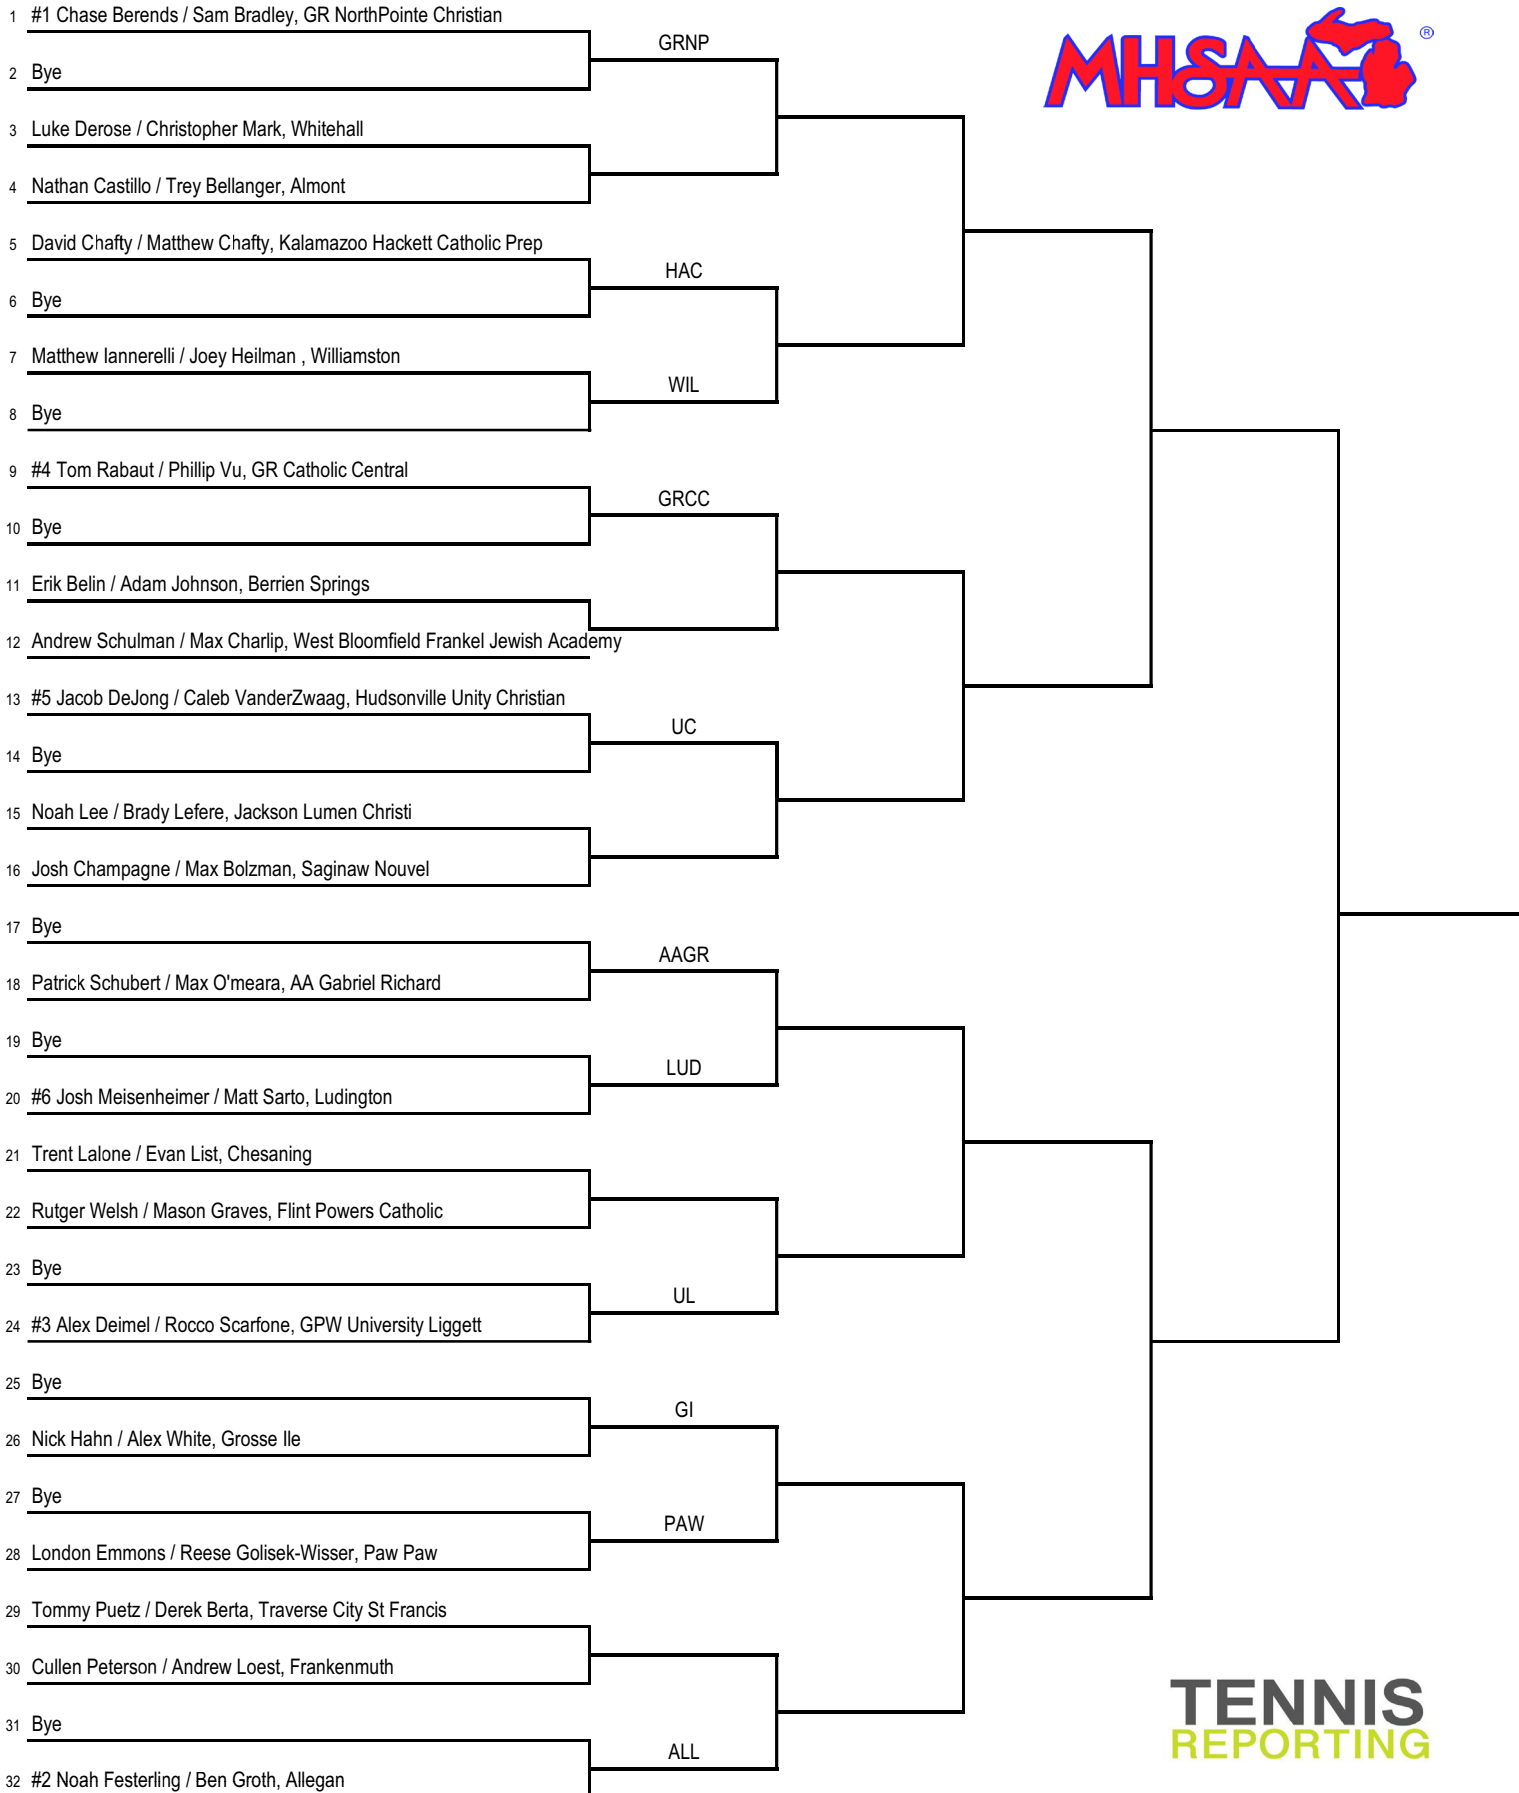 1 #1 Chase Berends / Sam Bradley, GR NorthPointe Christian
GRNP
MHSAA ®
2 Bye
3 Luke Derose / Christopher Mark, Whitehall
4 Nathan Castillo / Trey Bellanger, Almont
5 David Chafty / Matthew Chafty, Kalamazoo Hackett Catholic Prep
HAC
6 Bye
7 Matthew Iannerelli / Joey Heilman , Williamston
WIL
8 Bye
9 #4 Tom Rabaut / Phillip Vu, GR Catholic Central
GRCC
10 Bye
11 Erik Belin / Adam Johnson, Berrien Springs
12 Andrew Schulman / Max Charlip, West Bloomfield Frankel Jewish Academy
13 #5 Jacob DeJong / Caleb VanderZwaag, Hudsonville Unity Christian
UC
14 Bye
15 Noah Lee / Brady Lefere, Jackson Lumen Christi
16 Josh Champagne / Max Bolzman, Saginaw Nouvel
17 Bye
AAGR
18 Patrick Schubert / Max O'meara, AA Gabriel Richard
19 Bye
LUD
20 #6 Josh Meisenheimer / Matt Sarto, Ludington
21 Trent Lalone / Evan List, Chesaning
22 Rutger Welsh / Mason Graves, Flint Powers Catholic
23 Bye
UL
24 #3 Alex Deimel / Rocco Scarfone, GPW University Liggett
25 Bye
GI
26 Nick Hahn / Alex White, Grosse Ile
27 Bye
PAW
28 London Emmons / Reese Golisek-Wisser, Paw Paw
29 Tommy Puetz / Derek Berta, Traverse City St Francis
30 Cullen Peterson / Andrew Loest, Frankenmuth
31 Bye
ALL
32 #2 Noah Festerling / Ben Groth, Allegan
TENNIS
REPORTING